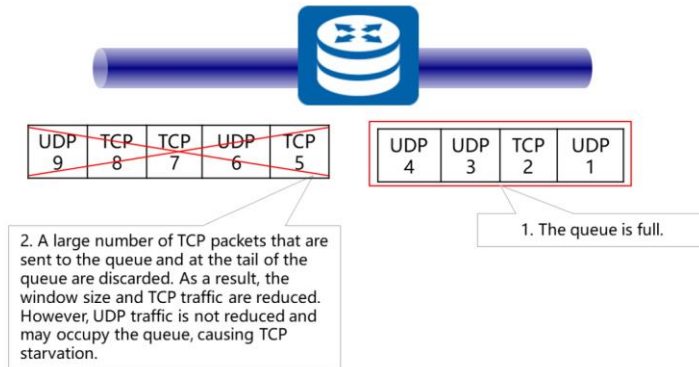 UDP TCP TCP UDP TCP
9 8 7 6 5
UDP UDP TCP UDP
4 3 2 1
1. The queue is full.
2. A large number of TCP packets that are
sent to the queue and at the tail of the
queue are discarded. As a result, the
window size and TCP traffic are reduced.
However, UDP traffic is not reduced and
may occupy the queue, causing TCP
starvation.